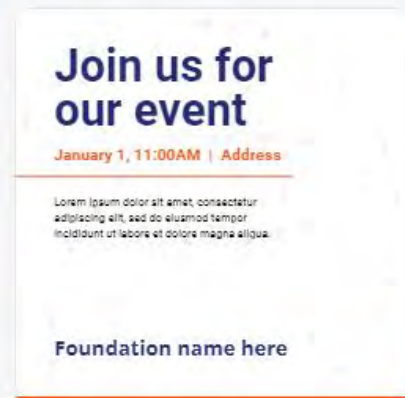 Join us for
our event
January 1, 11:00AM | Address
Lorem ipsum dolor sit amet, consectetur
adipiscing elit, sed do eiusmod tempor
incididunt ut labore et dolore magna aliqua.
Foundation name here